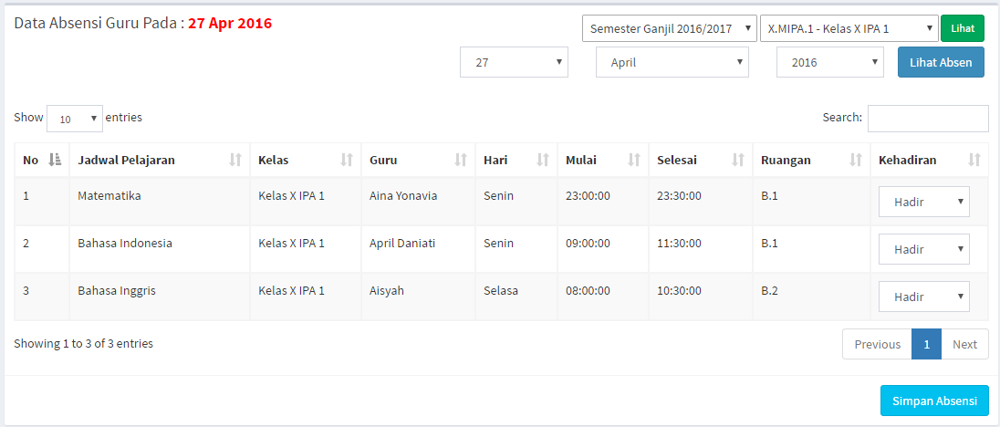 Data Absensi Guru Pada : 27 Apr 2016
Semester Ganjil 2016/2017 X.MIPA.1 - Kelas X IPA 1 Lihat
27 April 2016 Lihat Absen
Show 10 entries Search:
No Jadwal Pelajaran Kelas Guru Hari Mulai Selesai Ruangan Kehadiran
1 Matematika Kelas X IPA 1 Aina Yonavia Senin 23:00:00 23:30:00 B.1 Hadir
2 Bahasa Indonesia Kelas X IPA 1 April Daniati Senin 09:00:00 11:30:00 B.1 Hadir
3 Bahasa Inggris Kelas X IPA 1 Aisyah Selasa 08:00:00 10:30:00 B.2 Hadir
Showing 1 to 3 of 3 entries Previous 1 Next
Simpan Absensi